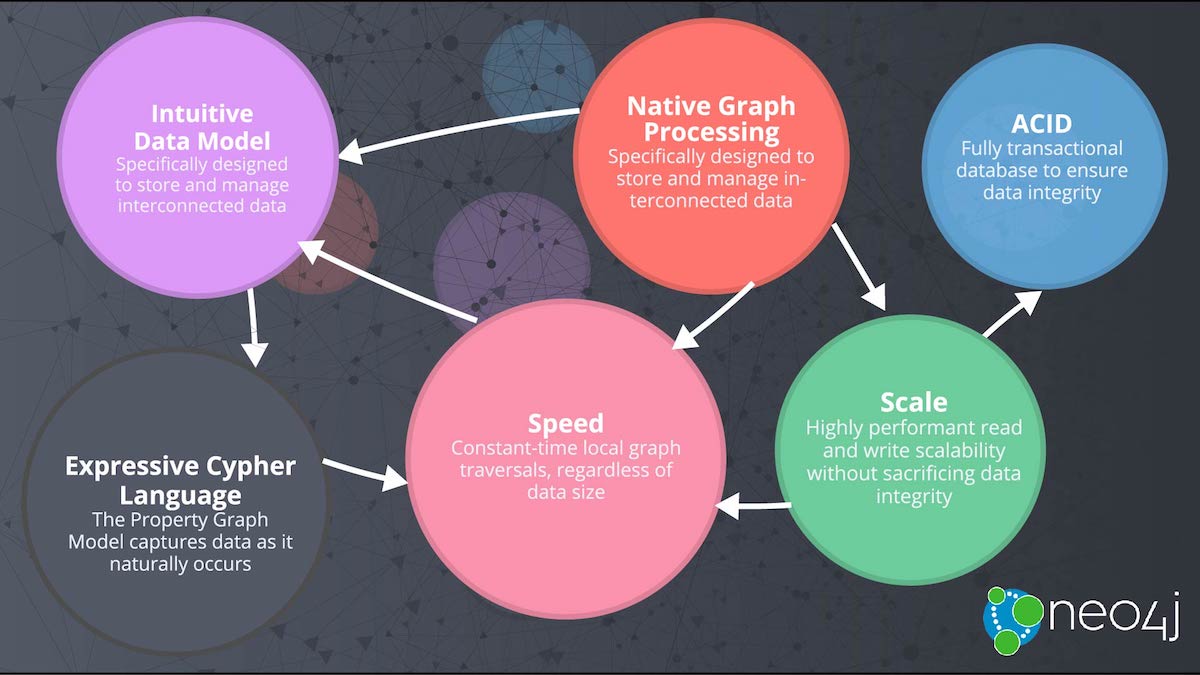 Intuitive
Data Model
Specifically designed
to store and manage
interconnected data
Native Graph
Processing
Specifically designed to
store and manage in-
terconnected data
ACID
Fully transactional
database to ensure
data integrity
Expressive Cypher
Language
The Property Graph
Model captures data as it
naturally occurs
Speed
Constant-time local graph
traversals, regardless of
data size
Scale
Highly performant read
and write scalability
without sacrificing data
integrity
neo4j